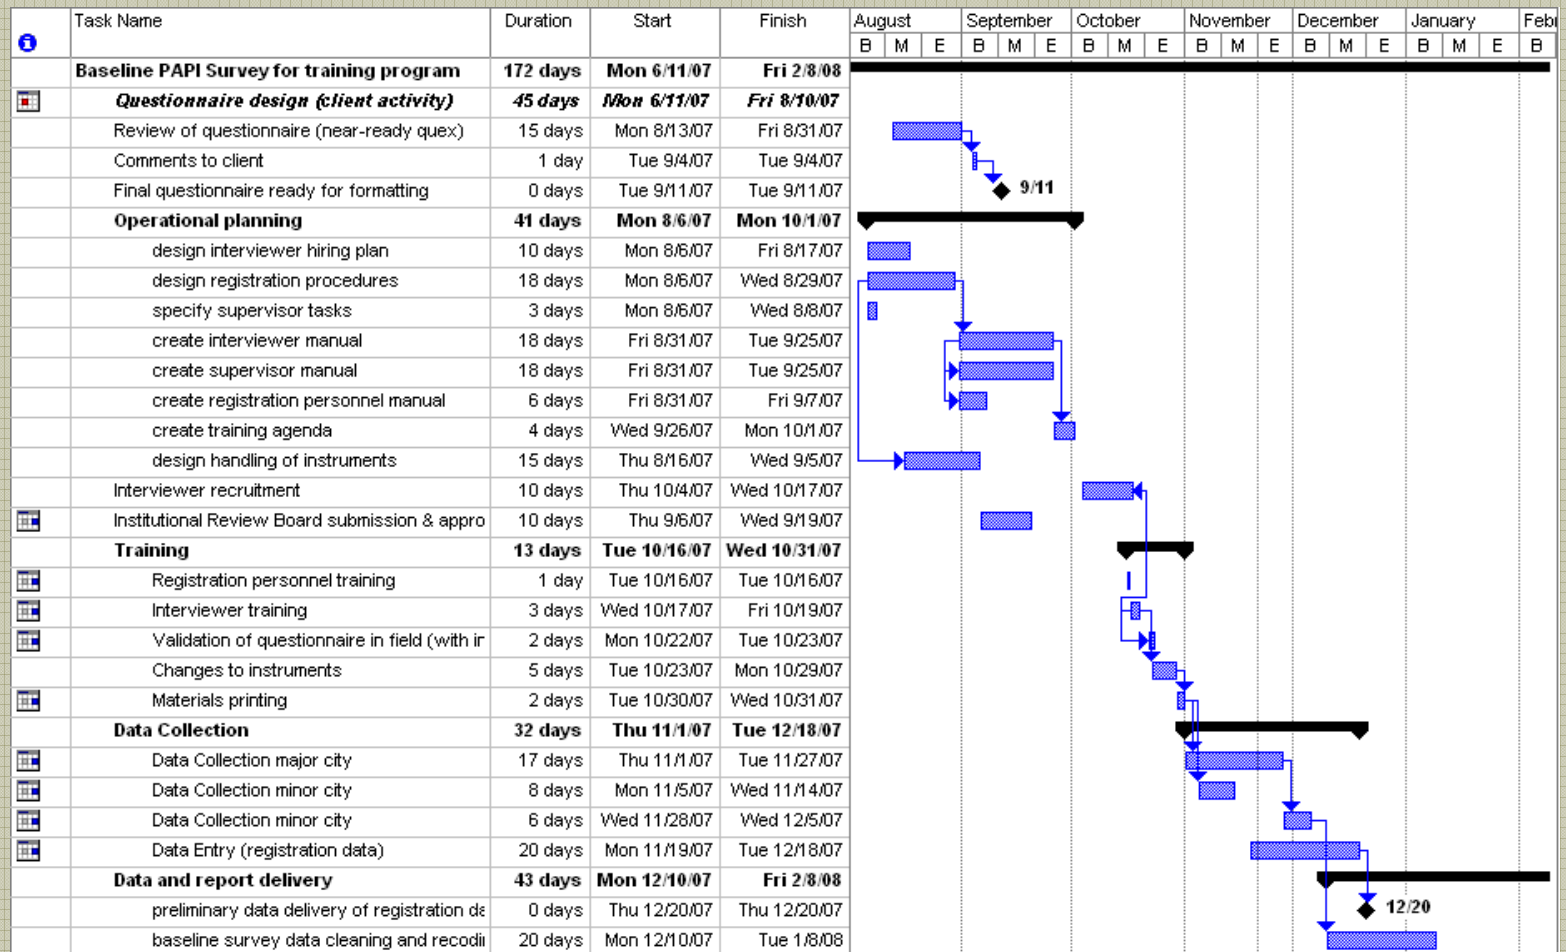 Task Name Duration Start Finish August September October November December January Febr
B M E B M E B M E B M E B M E B M E B
Baseline PAPI Survey for training program 172 days Mon 6/11/07 Fri 2/8/08
Questionnaire design (client activity) 45 days Mon 6/11/07 Fri 8/10/07
Review of questionnaire (near-ready quex) 15 days Mon 8/13/07 Fri 8/31/07
Comments to client 1 day Tue 9/4/07 Tue 9/4/07
Final questionnaire ready for formatting 0 days Tue 9/11/07 Tue 9/11/07 9/11
Operational planning 41 days Mon 8/6/07 Mon 10/1/07
design interviewer hiring plan 10 days Mon 8/6/07 Fri 8/17/07
design registration procedures 18 days Mon 8/6/07 Wed 8/29/07
specify supervisor tasks 3 days Mon 8/6/07 Wed 8/8/07
create interviewer manual 18 days Fri 8/31/07 Tue 9/25/07
create supervisor manual 18 days Fri 8/31/07 Tue 9/25/07
create registration personnel manual 6 days Fri 8/31/07 Fri 9/7/07
create training agenda 4 days Wed 9/26/07 Mon 10/1/07
design handling of instruments 15 days Thu 8/16/07 Wed 9/5/07
Interviewer recruitment 10 days Thu 10/4/07 Wed 10/17/07
Institutional Review Board submission & appro 10 days Thu 9/6/07 Wed 9/19/07
Training 13 days Tue 10/16/07 Wed 10/31/07
Registration personnel training 1 day Tue 10/16/07 Tue 10/16/07
Interviewer training 3 days Wed 10/17/07 Fri 10/19/07
Validation of questionnaire in field (with 2 days Mon 10/22/07 Tue 10/23/07
Changes to instruments 5 days Tue 10/23/07 Mon 10/29/07
Materials printing 2 days Tue 10/30/07 Wed 10/31/07
Data Collection 32 days Thu 11/1/07 Tue 12/18/07
Data Collection major city 17 days Thu 11/1/07 Tue 11/27/07
Data Collection minor city 8 days Mon 11/5/07 Wed 11/14/07
Data Collection minor city 6 days Wed 11/28/07 Wed 12/5/07
Data Entry (registration data) 20 days Mon 11/19/07 Tue 12/18/07
Data and report delivery 43 days Mon 12/10/07 Fri 2/8/08
preliminary data delivery of registration 0 days Thu 12/20/07 Thu 12/20/07 12/20
baseline survey data cleaning and recodi 20 days Mon 12/10/07 Tue 1/8/08